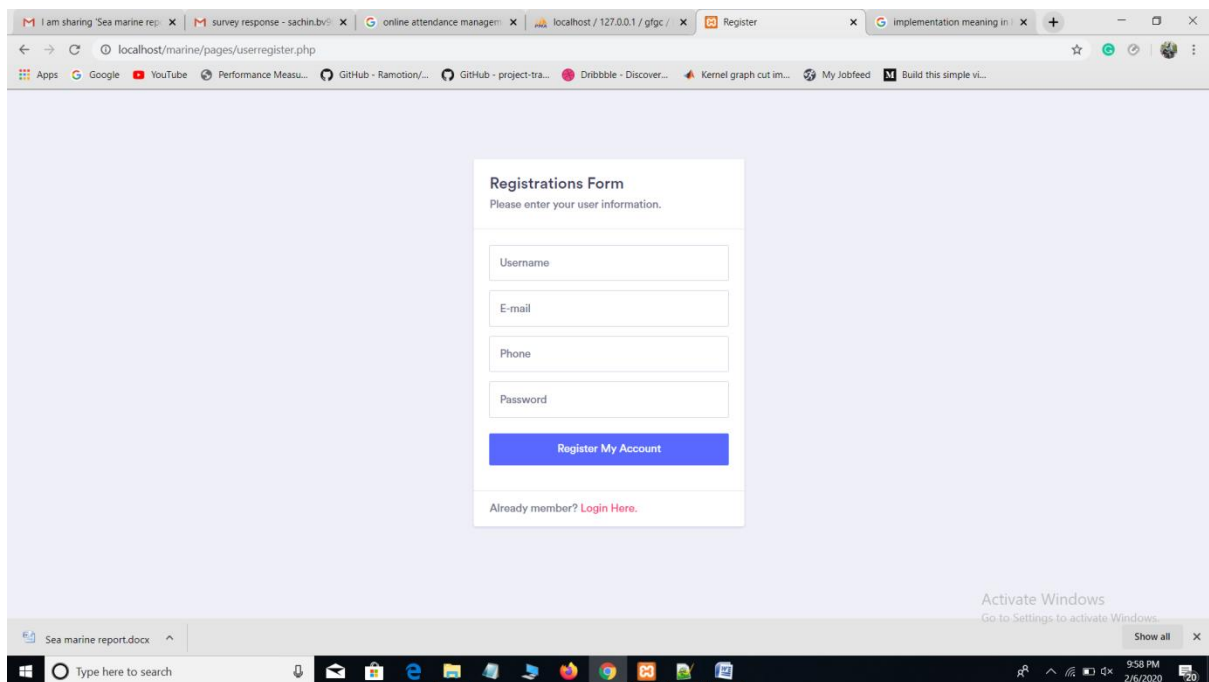 I am sharing 'Sea marine rep
survey response - sachin.bv9
online attendance managem
localhost / 127.0.0.1 / gfgc /
Register
implementation meaning in
localhost/marine/pages/userregister.php
Apps
Google
YouTube
Performance Measu...
GitHub - Ramotion/...
GitHub - project-tra...
Dribbble - Discover...
Kernel graph cut im...
My Jobfeed
Build this simple vi...
Registrations Form
Please enter your user information.
Username
E-mail
Phone
Password
Register My Account
Already member? Login Here.
Activate Windows
Go to Settings to activate Windows.
Sea marine report.docx
Show all
Type here to search
9:58 PM
2/6/2020
20